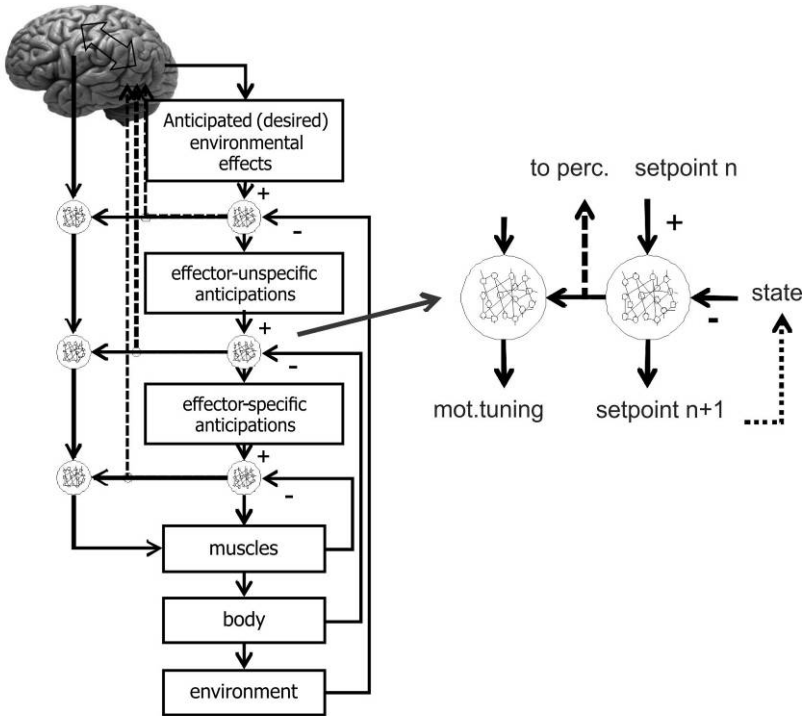 Anticipated (desired)
environmental
effects
+
-
effector-unspecific
anticipations
+
-
effector-specific
anticipations
+
-
muscles
body
environment
to perc. setpoint n
+
state
-
mot.tuning setpoint n+1